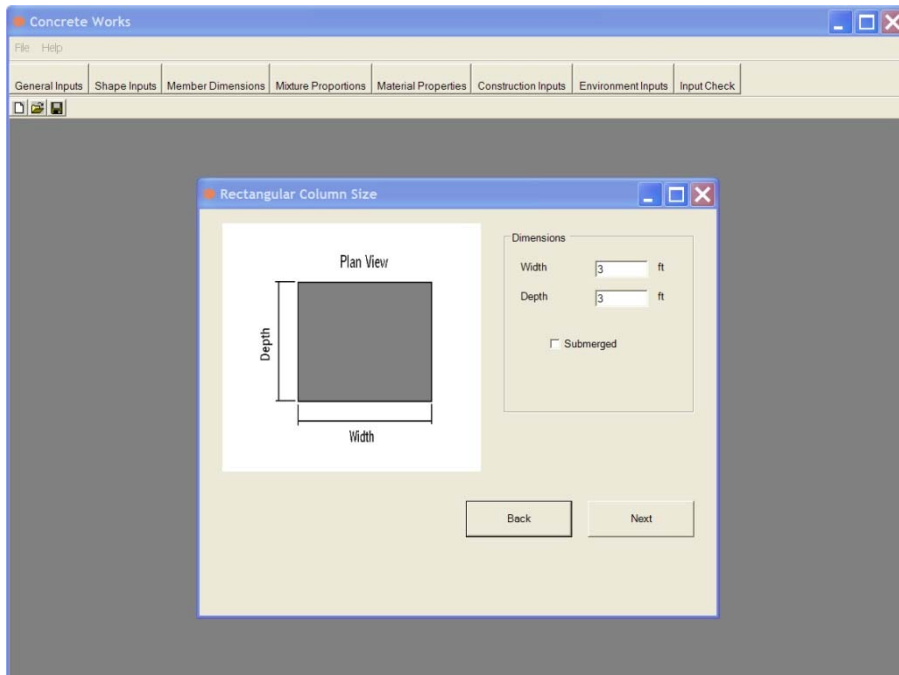 Concrete Works
File Help
General Inputs Shape Inputs Member Dimensions Mixture Proportions Material Properties Construction Inputs Environment Inputs Input Check
Rectangular Column Size
Plan View
Depth
Width
Dimensions
Width 3 ft
Depth 3 ft
Submerged
Back Next